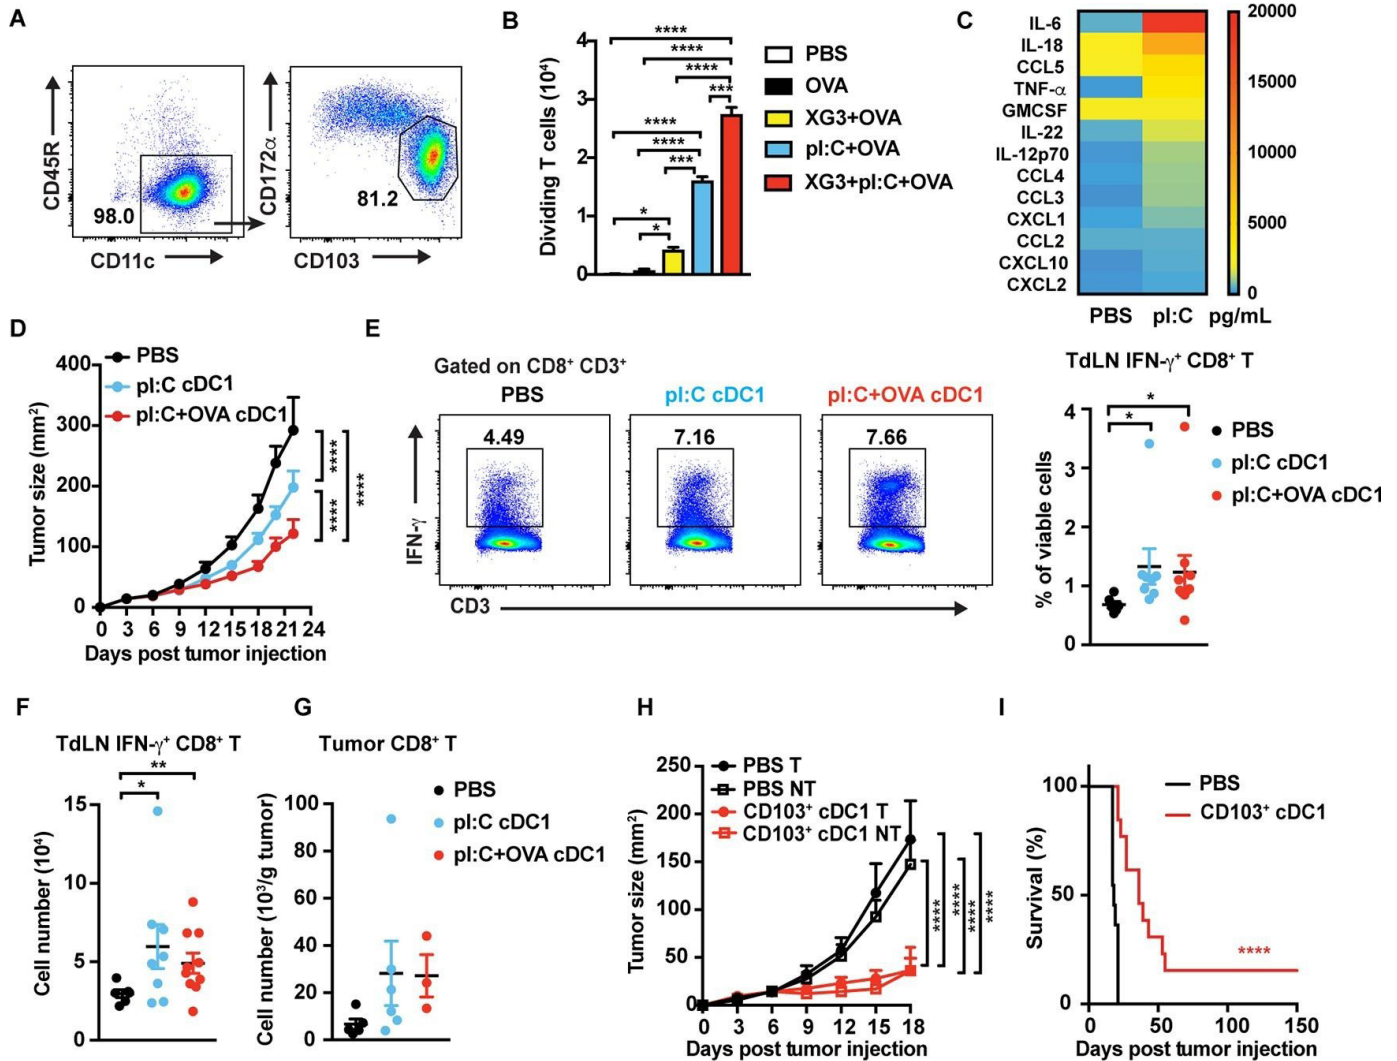 A
CD45R
98.0
CD11c
CD172α
81.2
CD103
B
Dividing T cells (10⁴)
4
3
2
1
0
****
****
****
***
****
****
***
*
*
PBS
OVA
XG3+OVA
pI:C+OVA
XG3+pI:C+OVA
C
IL-6
IL-18
CCL5
TNF-α
GMCSF
IL-22
IL-12p70
CCL4
CCL3
CXCL1
CCL2
CXCL10
CXCL2
PBS pI:C pg/mL
20000
15000
10000
5000
0
D
PBS
pI:C cDC1
pI:C+OVA cDC1
Tumor size (mm²)
400
300
200
100
0
0 3 6 9 12 15 18 21 24
Days post tumor injection
****
****
****
E
Gated on CD8⁺ CD3⁺
PBS pI:C cDC1 pI:C+OVA cDC1
4.49 7.16 7.66
IFN-γ
CD3
TdLN IFN-γ⁺ CD8⁺ T
% of viable cells
4
3
2
1
0
*
*
PBS
pI:C cDC1
pI:C+OVA cDC1
F
TdLN IFN-γ⁺ CD8⁺ T
Cell number (10⁴)
15
10
5
0
**
*
G
Tumor CD8⁺ T
Cell number (10³/g tumor)
100
80
60
40
20
0
PBS
pI:C cDC1
pI:C+OVA cDC1
H
PBS T
PBS NT
CD103⁺ cDC1 T
CD103⁺ cDC1 NT
Tumor size (mm²)
250
200
150
100
50
0
0 3 6 9 12 15 18
Days post tumor injection
****
****
****
****
I
PBS
CD103⁺ cDC1
Survival (%)
100
50
0
****
0 50 100 150
Days post tumor injection